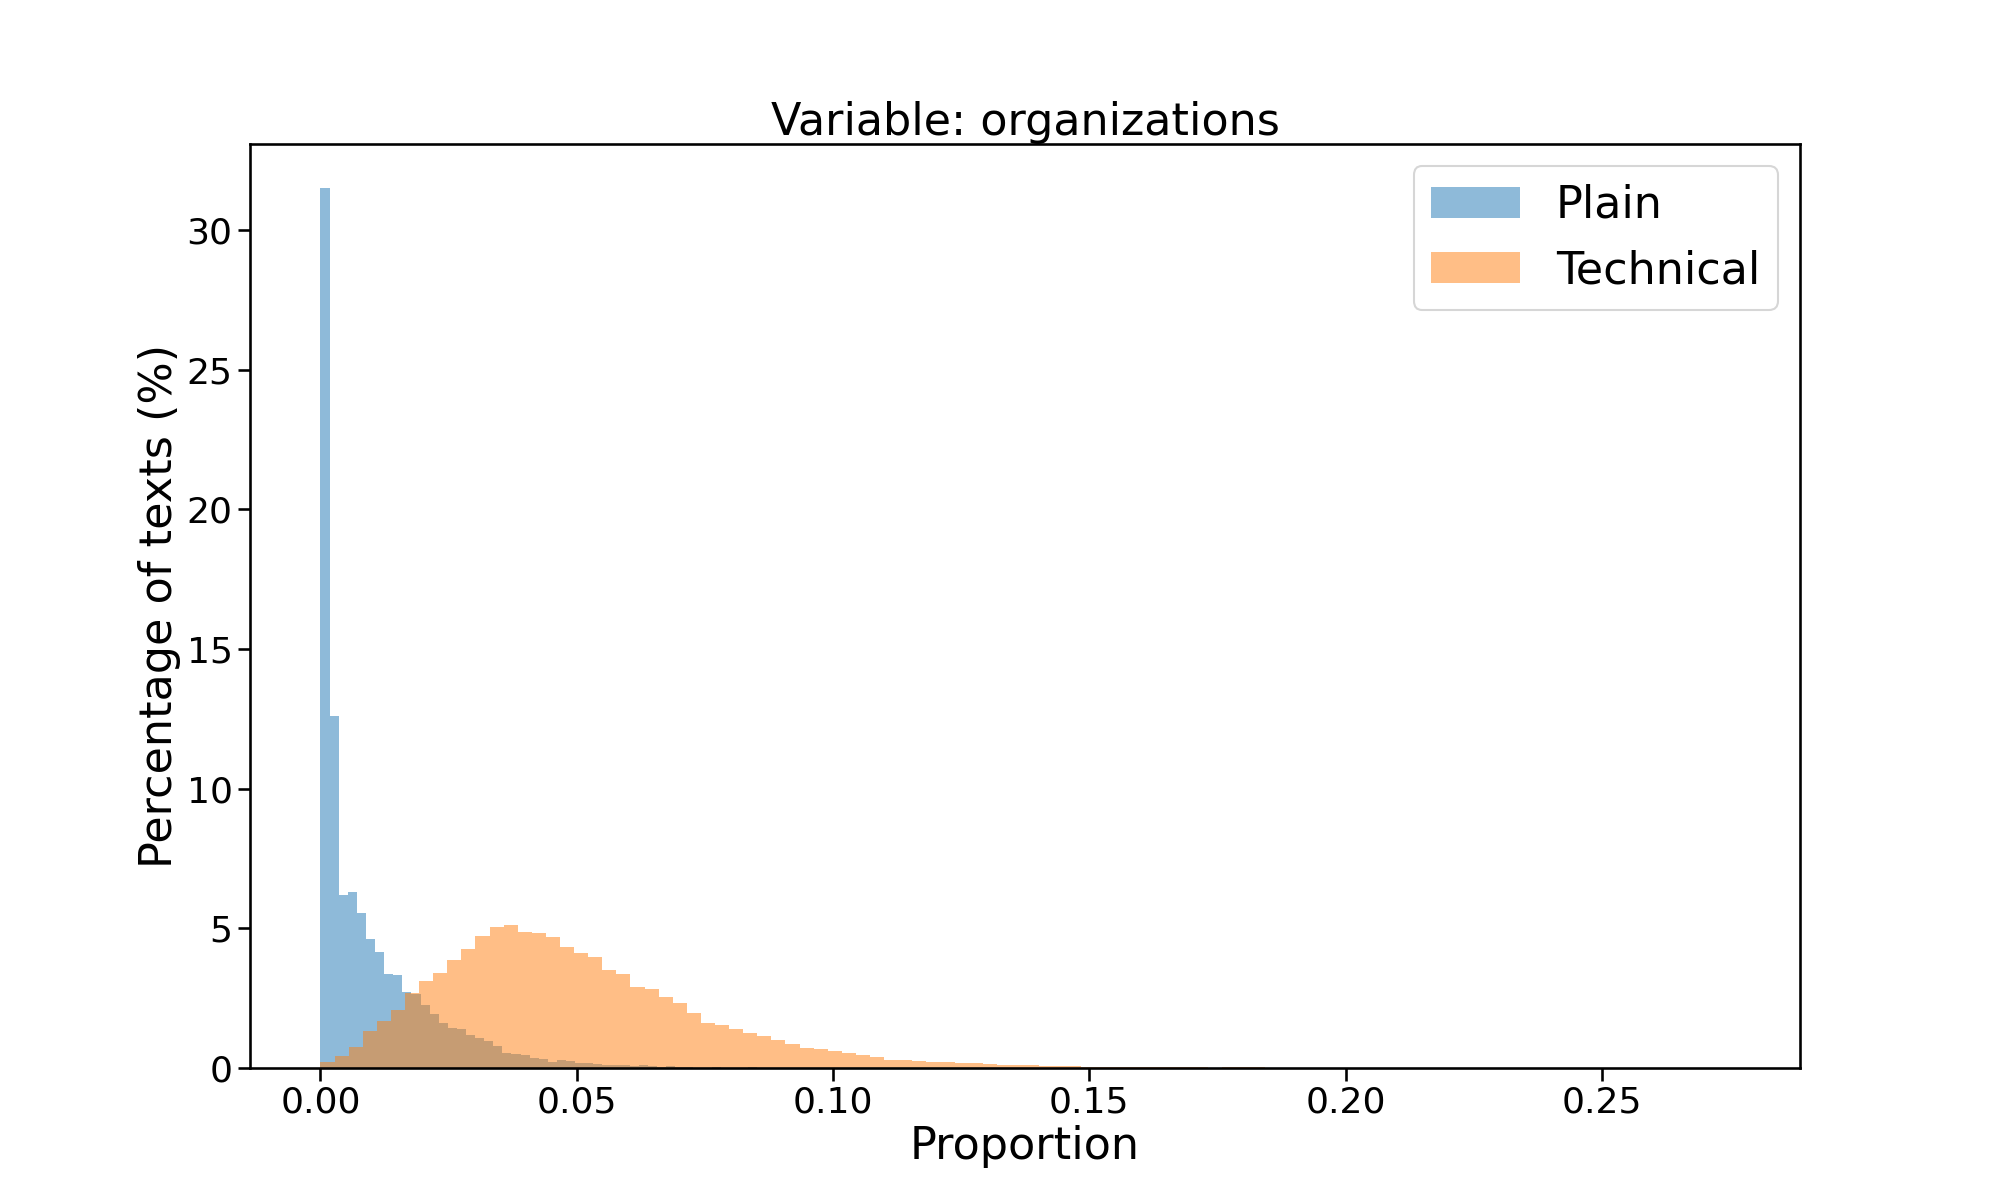 Variable: organizations
Plain
Technical
Percentage of texts (%)
30
25
20
15
10
5
0
0.00 0.05 0.10 0.15 0.20 0.25
Proportion